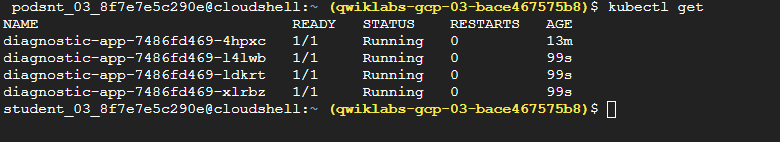 podsnt_03_8f7e7e5c290e@cloudshell:~ (qwiklabs-gcp-03-bace467575b8)$ kubectl get
NAME READY STATUS RESTARTS AGE
diagnostic-app-7486fd469-4hpxc 1/1 Running 0 13m
diagnostic-app-7486fd469-l4lwb 1/1 Running 0 99s
diagnostic-app-7486fd469-ldkrt 1/1 Running 0 99s
diagnostic-app-7486fd469-xlrbz 1/1 Running 0 99s
student_03_8f7e7e5c290e@cloudshell:~ (qwiklabs-gcp-03-bace467575b8)$